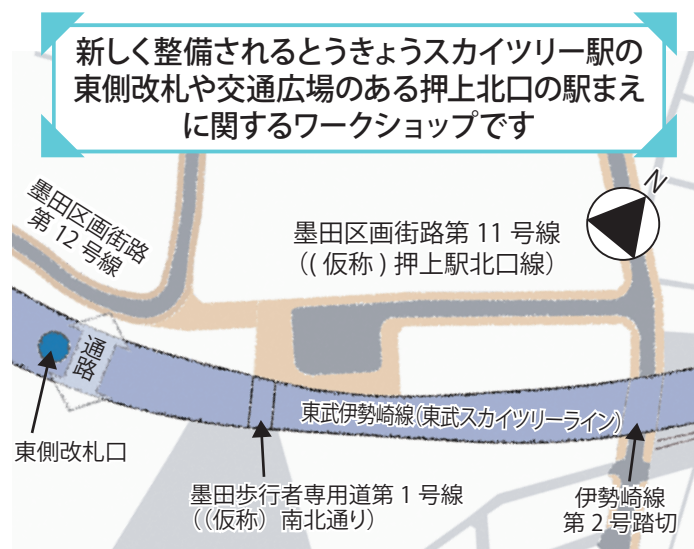 新しく整備されるとうきょうスカイツリー駅の
東側改札や交通広場のある押上北口の駅まえ
に関するワークショップです
N
墨田区画街路
第 12 号線
墨田区画街路第 11 号線
(( 仮称 ) 押上駅北口線）
通路
東武伊勢崎線(東武スカイツリーライン)
東側改札口
墨田歩行者専用道第 1 号線
（(仮称）南北通り）
伊勢崎線
第 2 号踏切